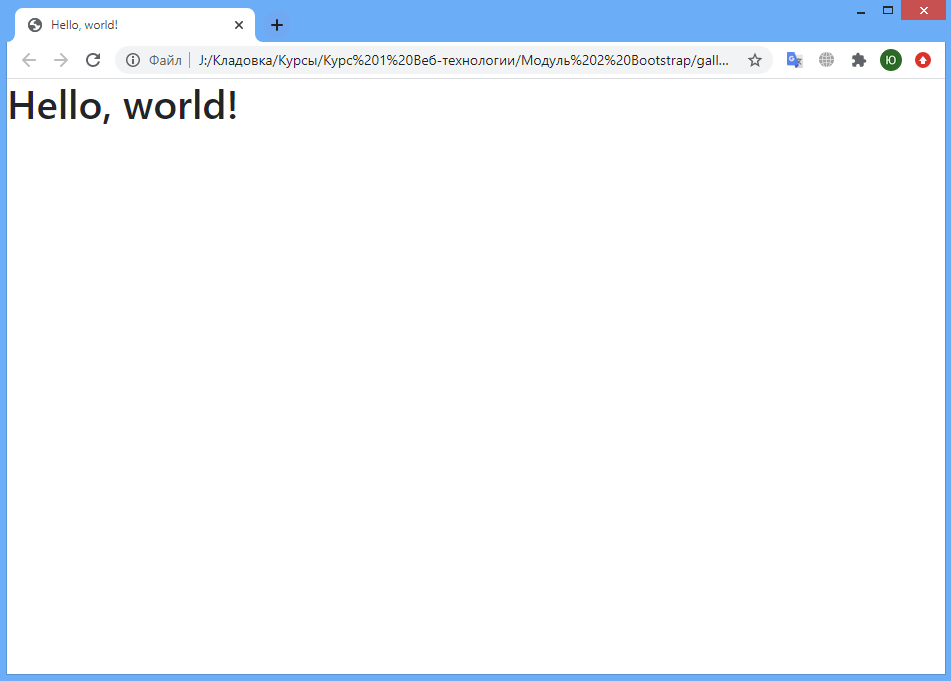 Hello, world!
Файл J:/Кладовка/Курсы/Курс%201%20Веб-технологии/Модуль%202%20Bootstrap/gall...
Ю
Hello, world!